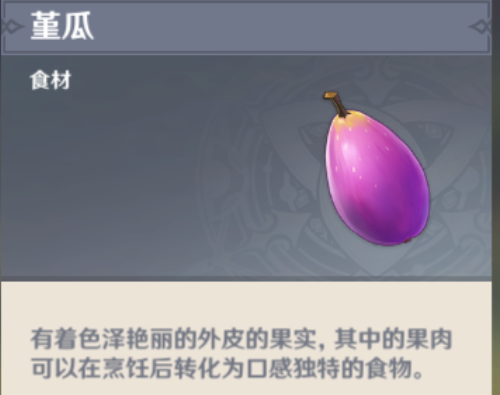 堇瓜
食材
有着色泽艳丽的外皮的果实，其中的果肉
可以在烹饪后转化为口感独特的食物。